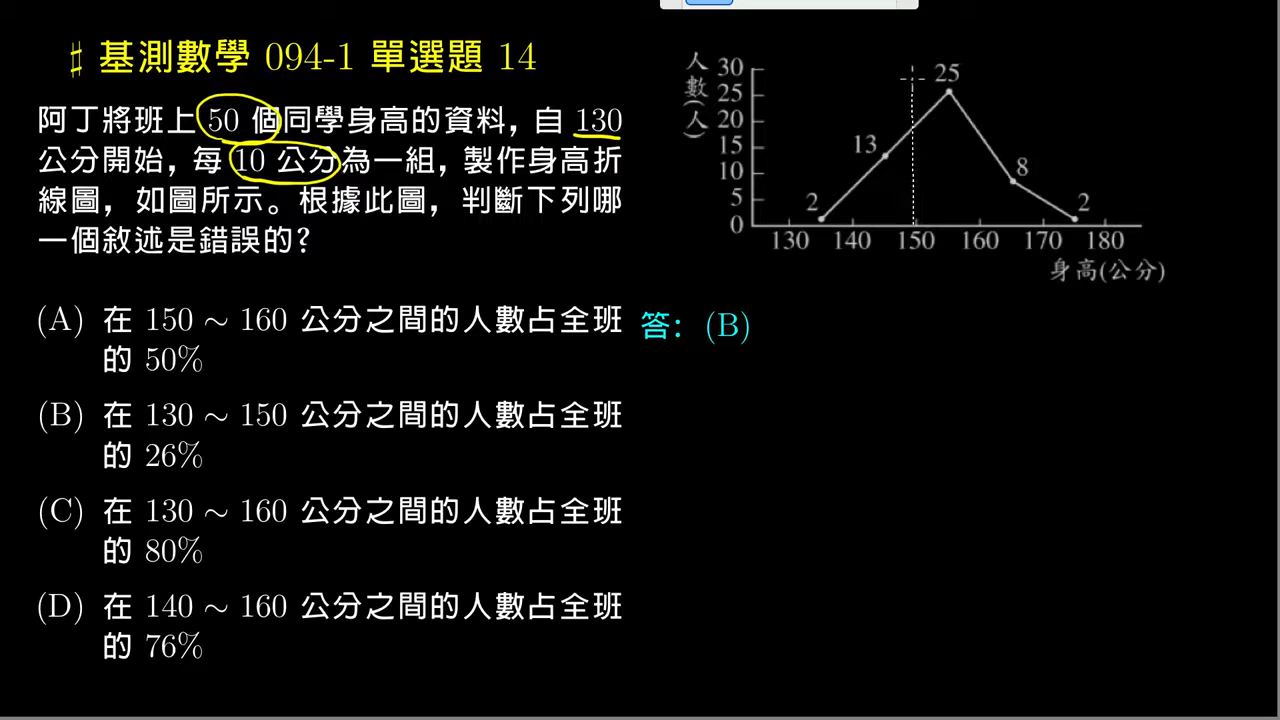 ♯ 基測數學 094-1 單選題 14
阿丁將班上 50 個同學身高的資料, 自 130
公分開始, 每 10 公分為一組, 製作身高折
線圖, 如圖所示。根據此圖, 判斷下列哪
一個敘述是錯誤的?
(A) 在 150 ∼ 160 公分之間的人數占全班
的 50%
(B) 在 130 ∼ 150 公分之間的人數占全班
的 26%
(C) 在 130 ∼ 160 公分之間的人數占全班
的 80%
(D) 在 140 ∼ 160 公分之間的人數占全班
的 76%
人數(人)
30
25
20
15
10
5
0
2
13
25
8
2
130 140 150 160 170 180
身高(公分)
答: (B)